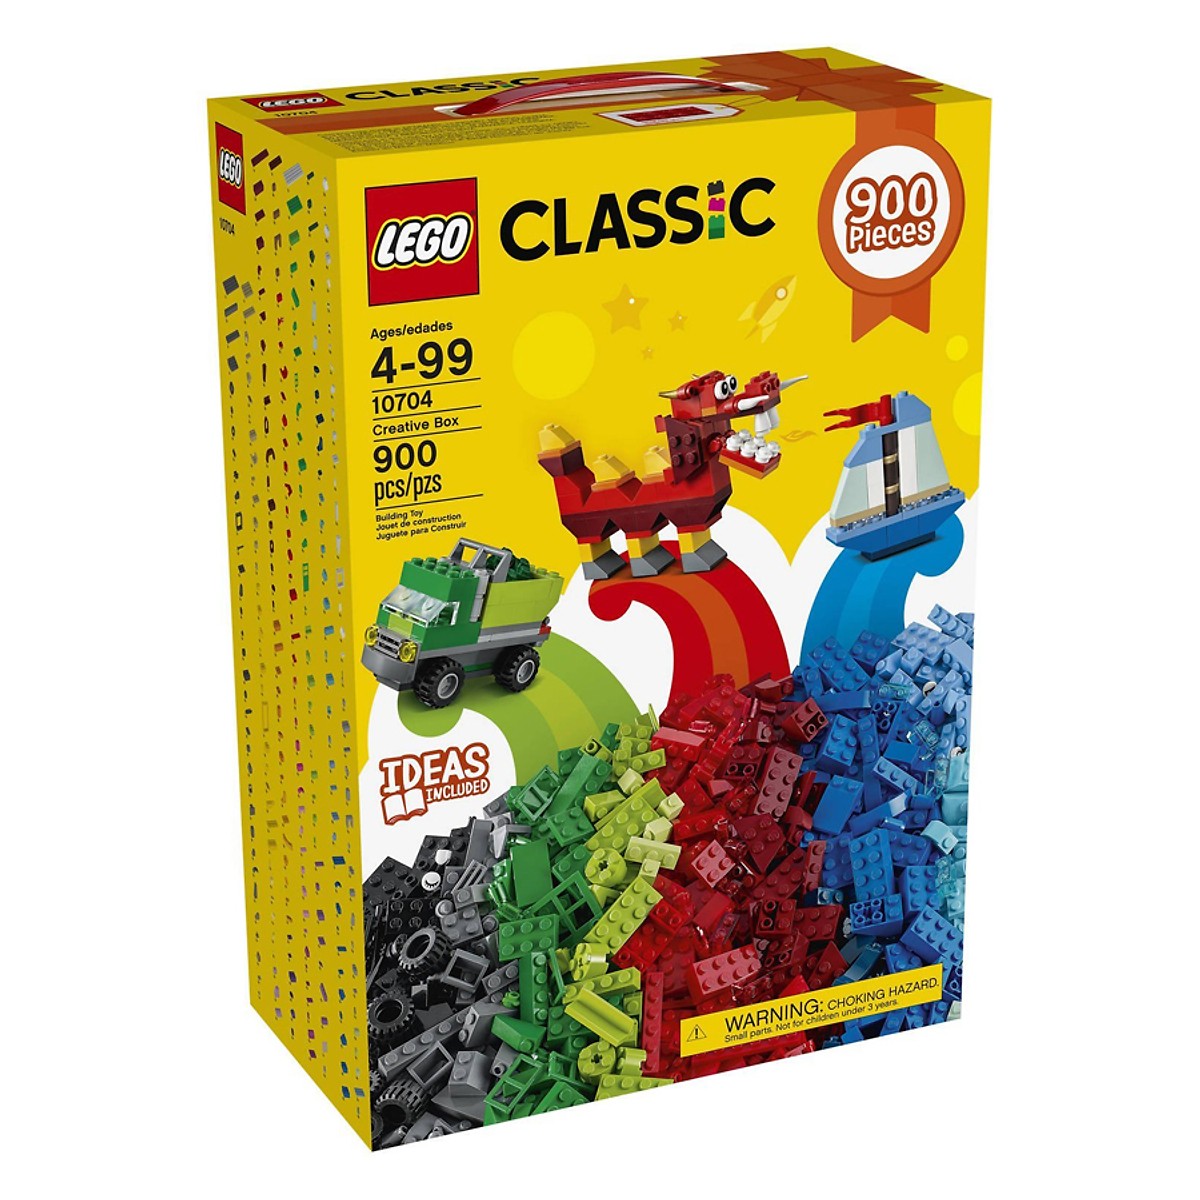 LEGO
CLASSIC
10704
LEGO
10704
LEGO
CLASSIC
900
Pieces
Ages/edades
4-99
10704
Creative Box
900
pcs/pzs
Building Toy
Jouet de construction
Juguete para Construir
IDEAS
INCLUDED
WARNING: CHOKING HAZARD.
Small parts. Not for children under 3 years.